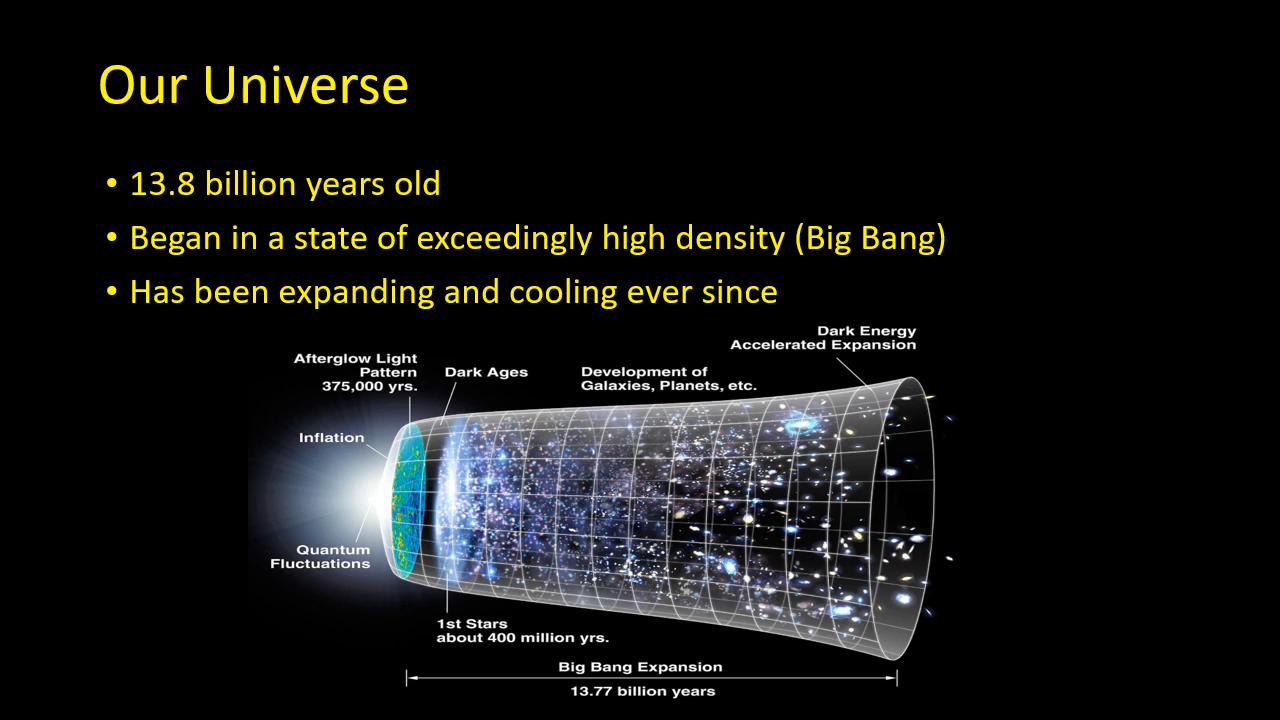 Our Universe
• 13.8 billion years old
• Began in a state of exceedingly high density (Big Bang)
• Has been expanding and cooling ever since
Dark Energy
Accelerated Expansion
Afterglow Light
Pattern
375,000 yrs.
Dark Ages
Development of
Galaxies, Planets, etc.
Inflation
Quantum
Fluctuations
1st Stars
about 400 million yrs.
Big Bang Expansion
13.77 billion years